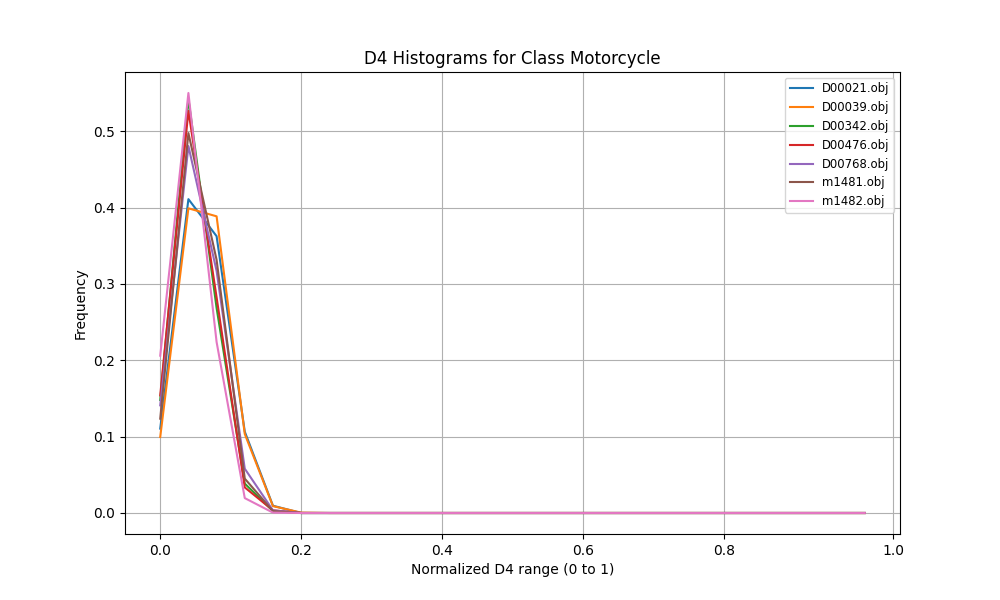 D4 Histograms for Class Motorcycle
D00021.obj
D00039.obj
D00342.obj
D00476.obj
D00768.obj
m1481.obj
m1482.obj
Frequency
0.5
0.4
0.3
0.2
0.1
0.0
0.0 0.2 0.4 0.6 0.8 1.0
Normalized D4 range (0 to 1)